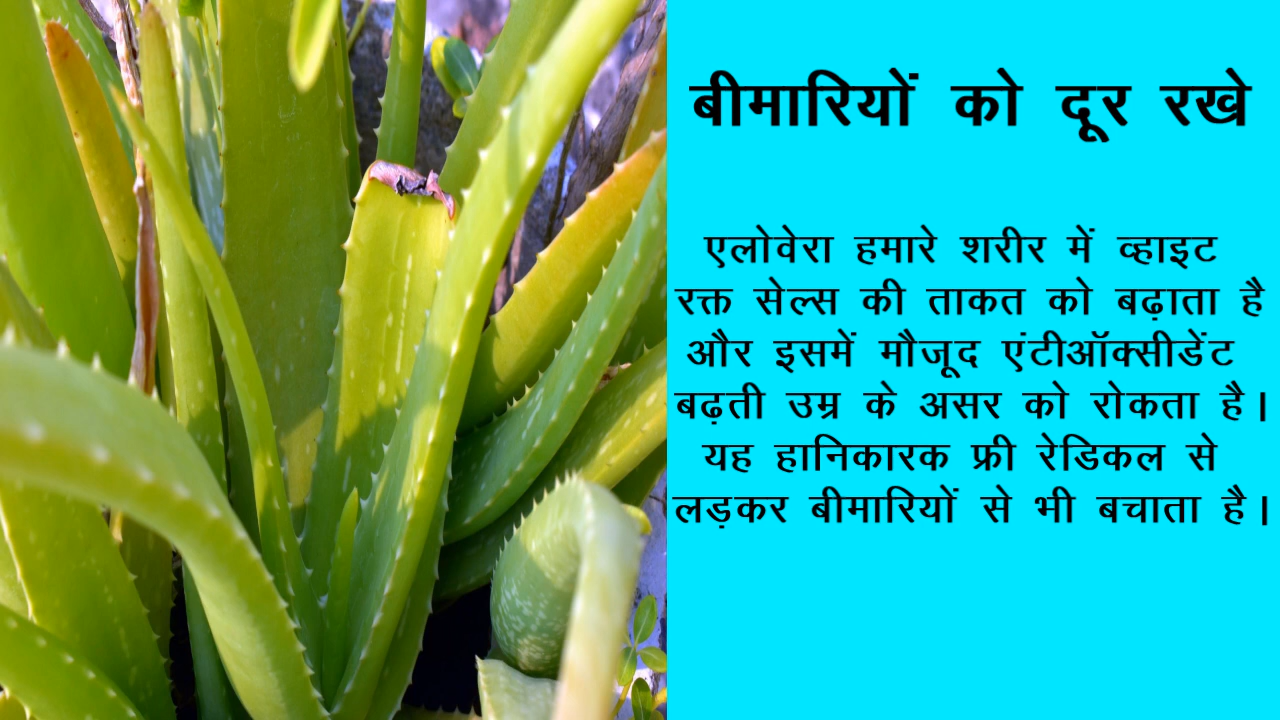 बीमारियों को दूर रखे
एलोवेरा हमारे शरीर में व्हाइट
रक्त सेल्स की ताकत को बढ़ाता है
और इसमें मौजूद एंटीऑक्सीडेंट
बढ़ती उम्र के असर को रोकता है।
यह हानिकारक फ्री रेडिकल से
लड़कर बीमारियों से भी बचाता है।